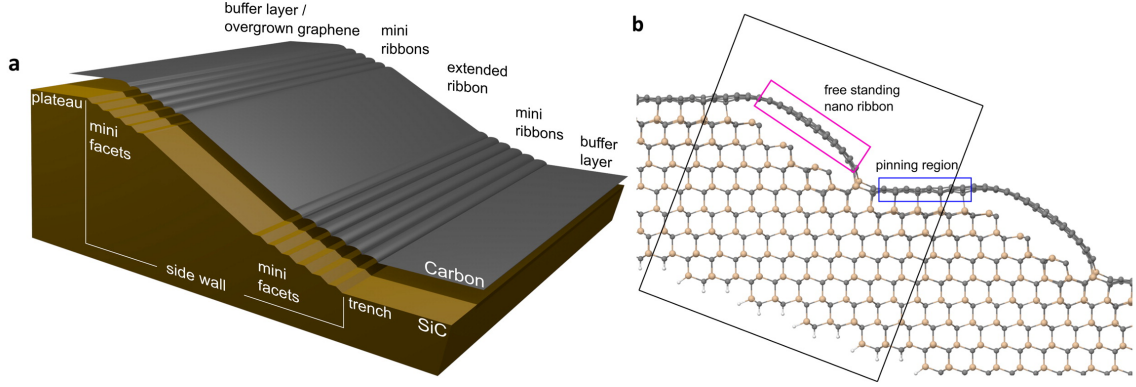 a
buffer layer /
overgrown graphene
mini
ribbons
extended
ribbon
mini
ribbons
buffer
layer
plateau
mini
facets
side wall
mini
facets
trench
Carbon
SiC
b
free standing
nano ribbon
pinning region